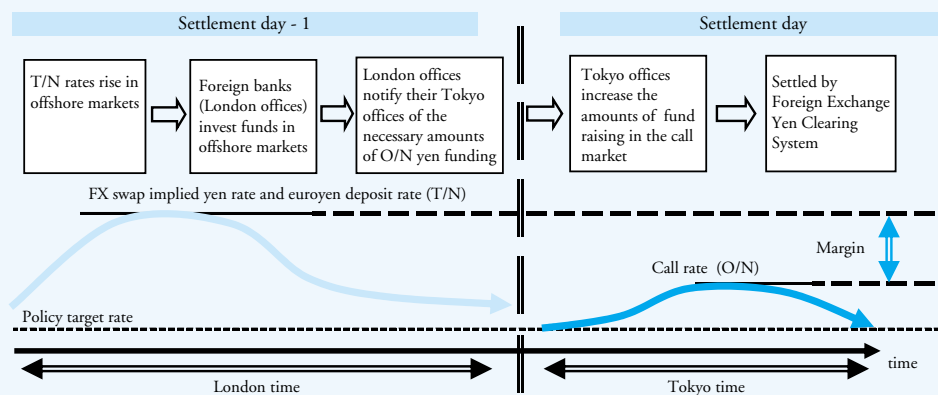 Settlement day - 1
Settlement day
T/N rates rise in
offshore markets
Foreign banks
(London offices)
invest funds in
offshore markets
London offices
notify their Tokyo
offices of the
necessary amounts
of O/N yen funding
Tokyo offices
increase the
amounts of fund
raising in the call
market
Settled by
Foreign Exchange
Yen Clearing
System
FX swap implied yen rate and euroyen deposit rate (T/N)
Margin
Call rate (O/N)
Policy target rate
time
London time
Tokyo time